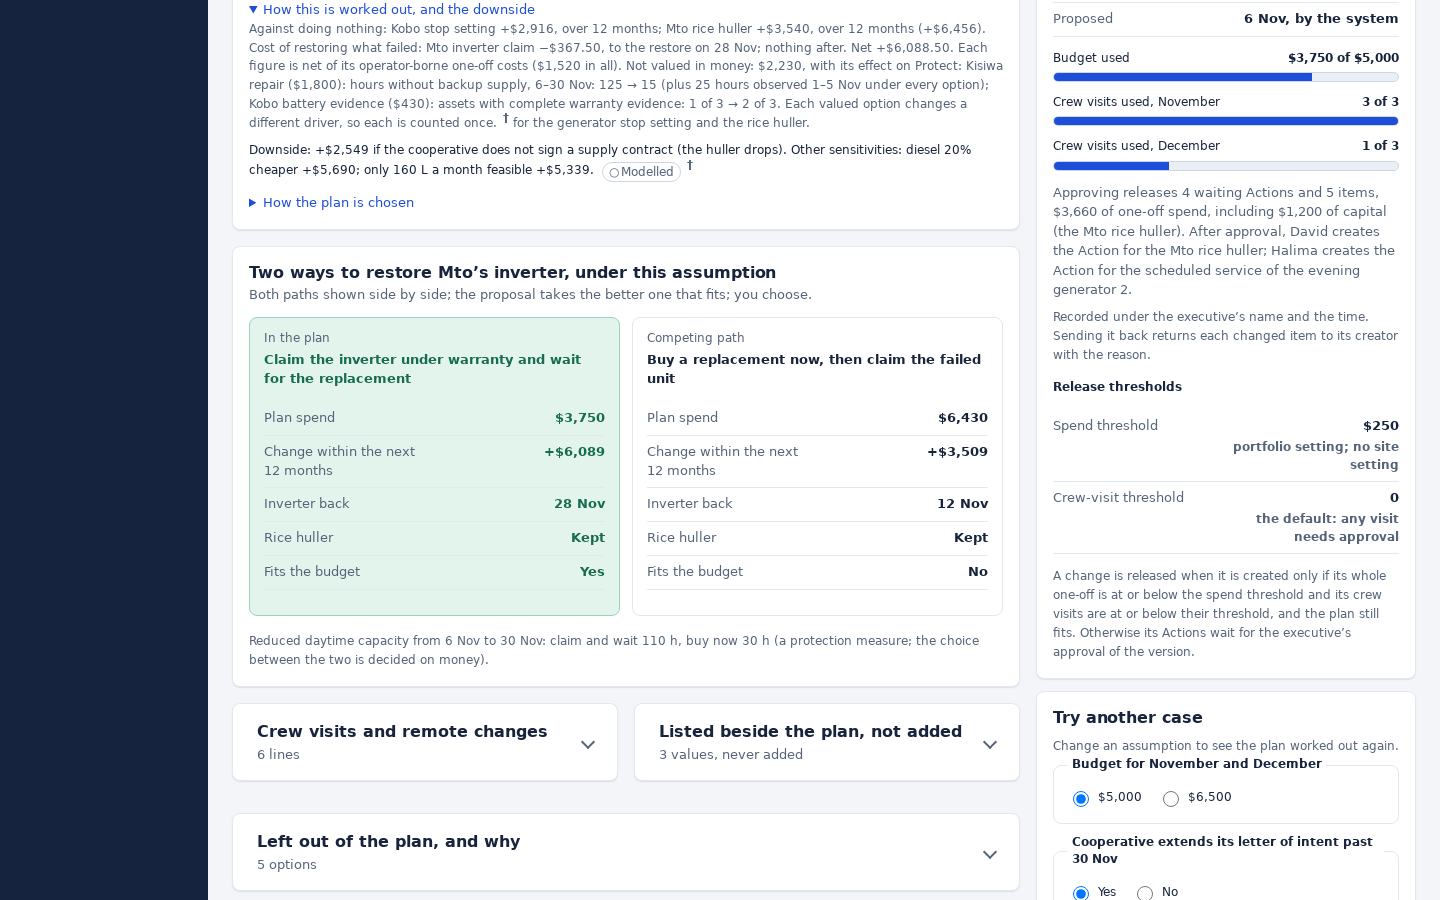 ▼ How this is worked out, and the downside
Against doing nothing: Kobo stop setting +$2,916, over 12 months; Mto rice huller +$3,540, over 12 months (+$6,456).
Cost of restoring what failed: Mto inverter claim −$367.50, to the restore on 28 Nov; nothing after. Net +$6,088.50. Each
figure is net of its operator-borne one-off costs ($1,520 in all). Not valued in money: $2,230, with its effect on Protect: Kisiwa
repair ($1,800): hours without backup supply, 6–30 Nov: 125 → 15 (plus 25 hours observed 1–5 Nov under every option);
Kobo battery evidence ($430): assets with complete warranty evidence: 1 of 3 → 2 of 3. Each valued option changes a
different driver, so each is counted once. † for the generator stop setting and the rice huller.
Downside: +$2,549 if the cooperative does not sign a supply contract (the huller drops). Other sensitivities: diesel 20%
cheaper +$5,690; only 160 L a month feasible +$5,339. Modelled †
▶ How the plan is chosen
Two ways to restore Mto’s inverter, under this assumption
Both paths shown side by side; the proposal takes the better one that fits; you choose.
In the plan
Claim the inverter under warranty and wait
for the replacement
Plan spend $3,750
Change within the next +$6,089
12 months
Inverter back 28 Nov
Rice huller Kept
Fits the budget Yes
Competing path
Buy a replacement now, then claim the failed
unit
Plan spend $6,430
Change within the next +$3,509
12 months
Inverter back 12 Nov
Rice huller Kept
Fits the budget No
Reduced daytime capacity from 6 Nov to 30 Nov: claim and wait 110 h, buy now 30 h (a protection measure; the choice
between the two is decided on money).
Crew visits and remote changes
6 lines
Listed beside the plan, not added
3 values, never added
Left out of the plan, and why
5 options
Proposed 6 Nov, by the system
Budget used $3,750 of $5,000
Crew visits used, November 3 of 3
Crew visits used, December 1 of 3
Approving releases 4 waiting Actions and 5 items,
$3,660 of one-off spend, including $1,200 of capital
(the Mto rice huller). After approval, David creates
the Action for the Mto rice huller; Halima creates the
Action for the scheduled service of the evening
generator 2.
Recorded under the executive’s name and the time.
Sending it back returns each changed item to its creator
with the reason.
Release thresholds
Spend threshold $250
portfolio setting; no site
setting
Crew-visit threshold 0
the default: any visit
needs approval
A change is released when it is created only if its whole
one-off is at or below the spend threshold and its crew
visits are at or below their threshold, and the plan still
fits. Otherwise its Actions wait for the executive’s
approval of the version.
Try another case
Change an assumption to see the plan worked out again.
Budget for November and December
$5,000 $6,500
Cooperative extends its letter of intent past
30 Nov
Yes No